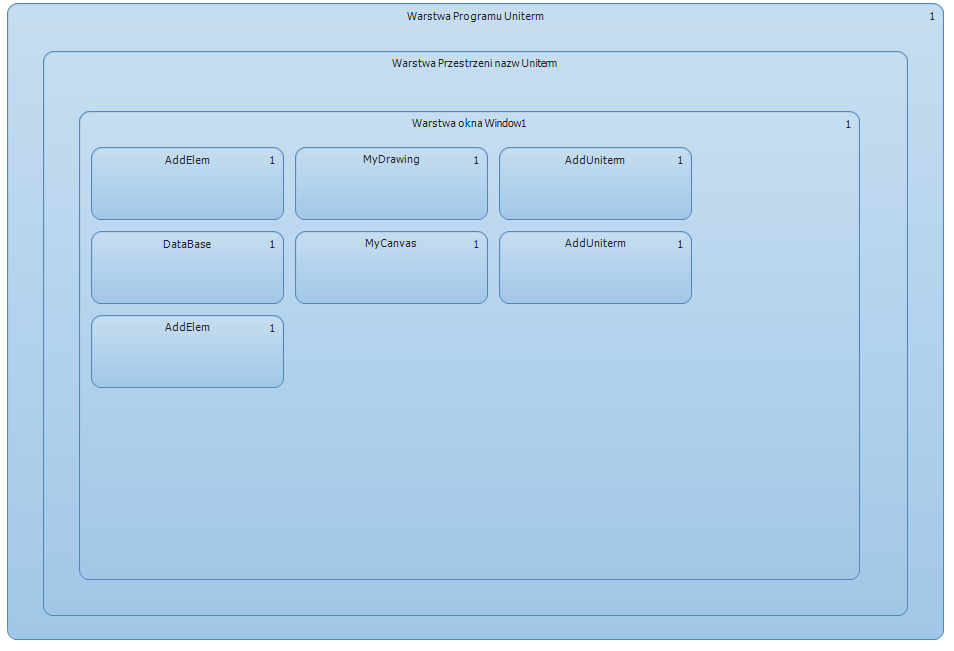 Warstwa Programu Uniterm 1
Warstwa Przestrzeni nazw Uniterm
Warstwa okna Window1 1
AddElem 1 MyDrawing 1 AddUniterm 1
DataBase 1 MyCanvas 1 AddUniterm 1
AddElem 1